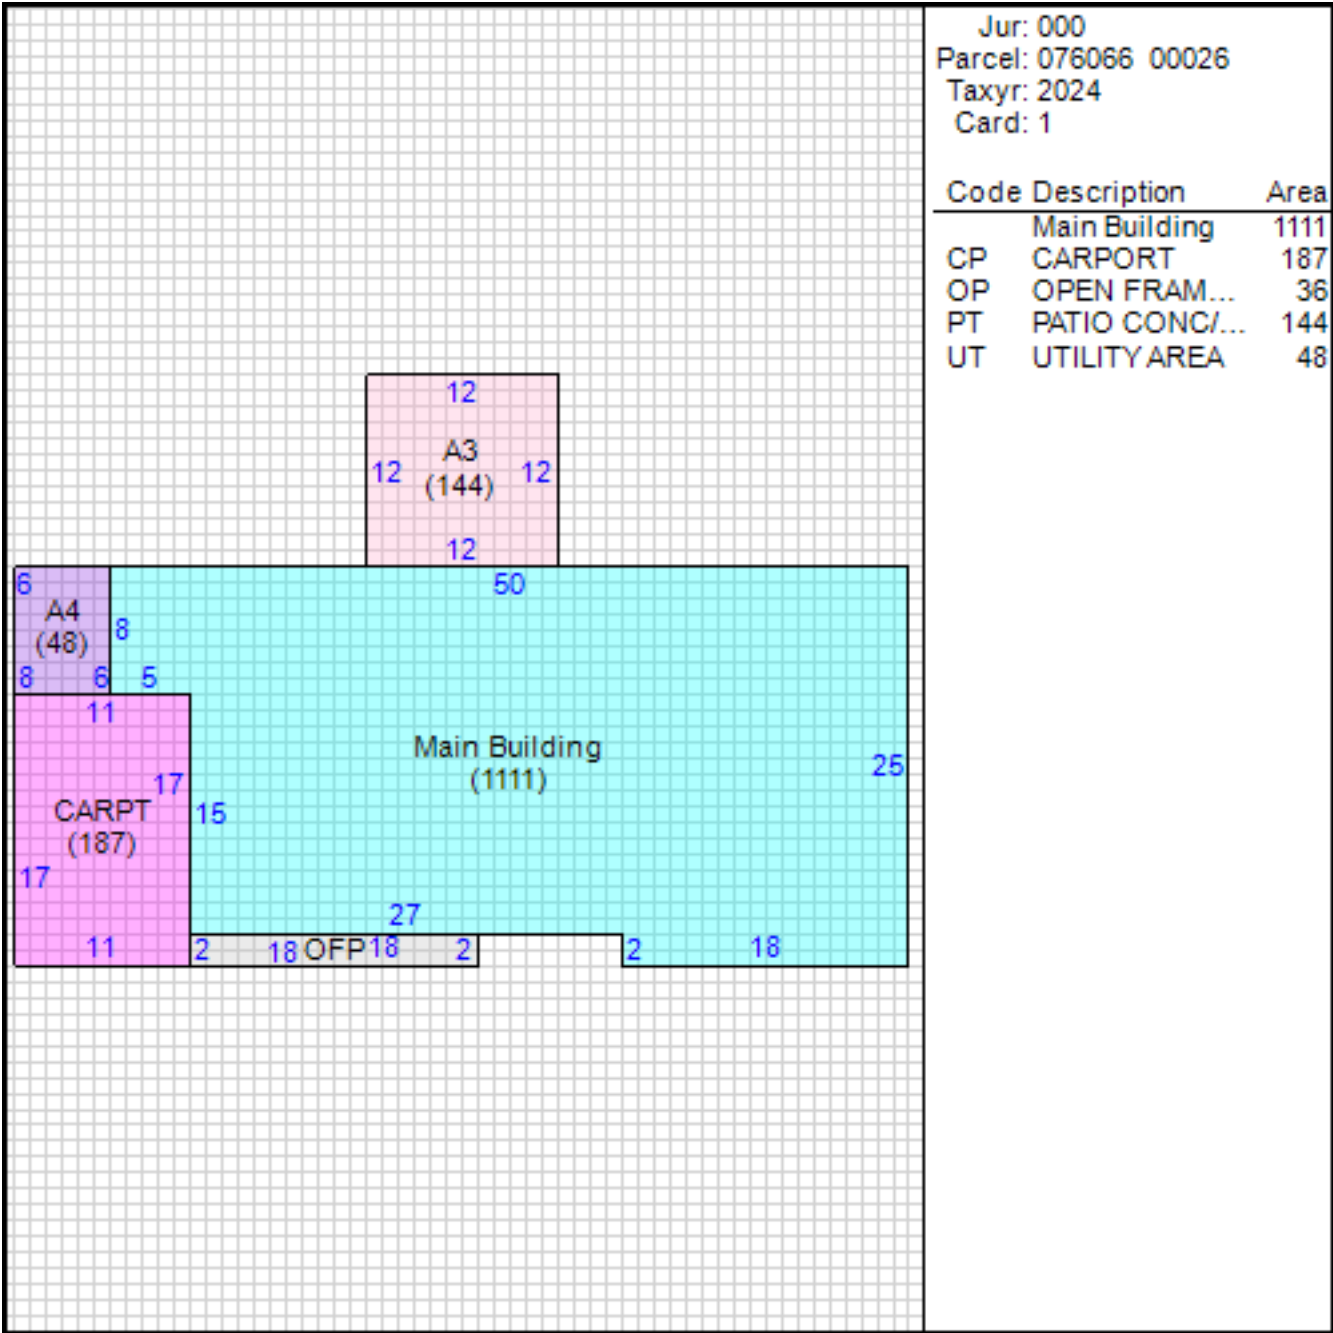 Jur: 000
Parcel: 076066 00026
Taxyr: 2024
Card: 1
Code Description Area
Main Building 1111
CP CARPORT 187
OP OPEN FRAM... 36
PT PATIO CONC/... 144
UT UTILITY AREA 48
12
A3
12 (144) 12
12
6 50
A4
(48) 8
8 6 5
11
Main Building
(1111)
25
17
CARPT 15
(187)
17
27
11 2 18 OFP 18 2 2 18